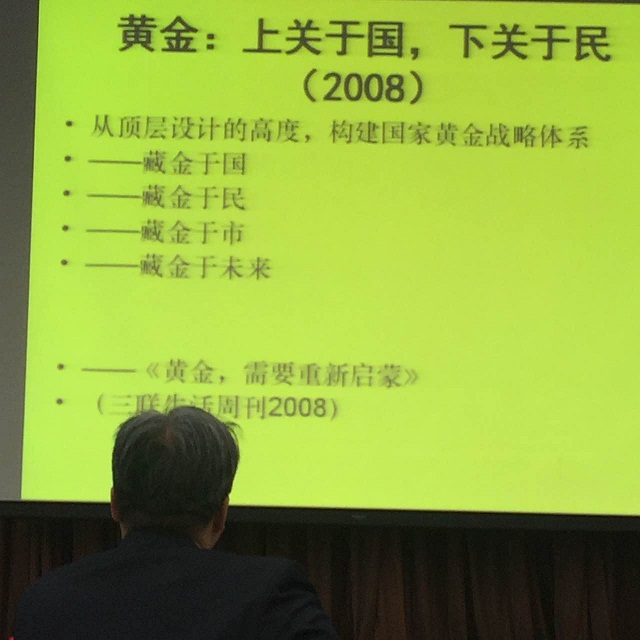 黄金：上关于国，下关于民
（2008）
• 从顶层设计的高度，构建国家黄金战略体系
• ——藏金于国
• ——藏金于民
• ——藏金于市
• ——藏金于未来
• ——《黄金，需要重新启蒙》
• （三联生活周刊2008）